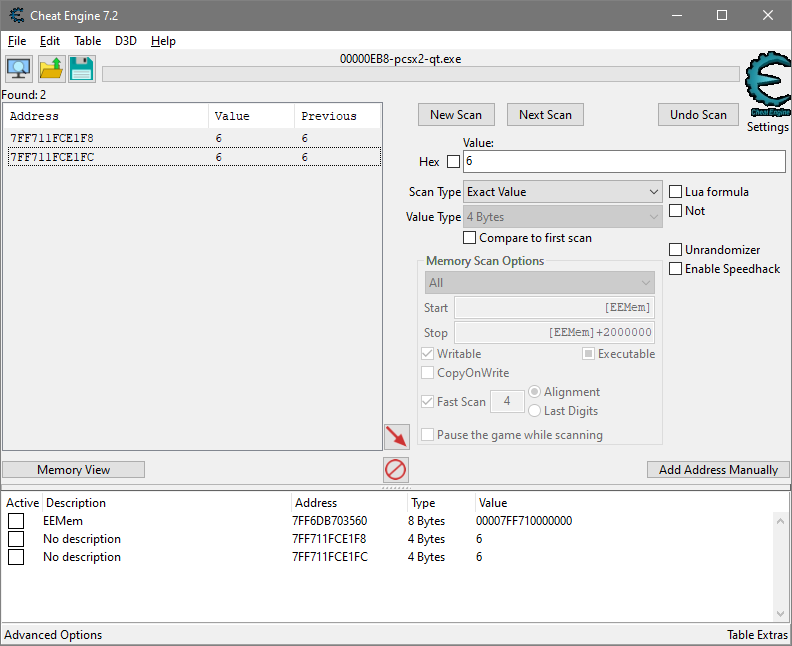 Cheat Engine 7.2
File Edit Table D3D Help
00000EB8-pcsx2-qt.exe
Found: 2
Address Value Previous
7FF711FCE1F8 6 6
7FF711FCE1FC 6 6
New Scan Next Scan Undo Scan
Cheat Engine
Settings
Value:
Hex 6
Scan Type Exact Value Lua formula
Not
Value Type 4 Bytes
Compare to first scan
Unrandomizer
Enable Speedhack
Memory Scan Options
All
Start [EEMem]
Stop [EEMem]+2000000
Writable Executable
CopyOnWrite
Fast Scan 4 Alignment
Last Digits
Pause the game while scanning
Memory View Add Address Manually
Active Description Address Type Value
EEMem 7FF6DB703560 8 Bytes 00007FF710000000
No description 7FF711FCE1F8 4 Bytes 6
No description 7FF711FCE1FC 4 Bytes 6
Advanced Options Table Extras